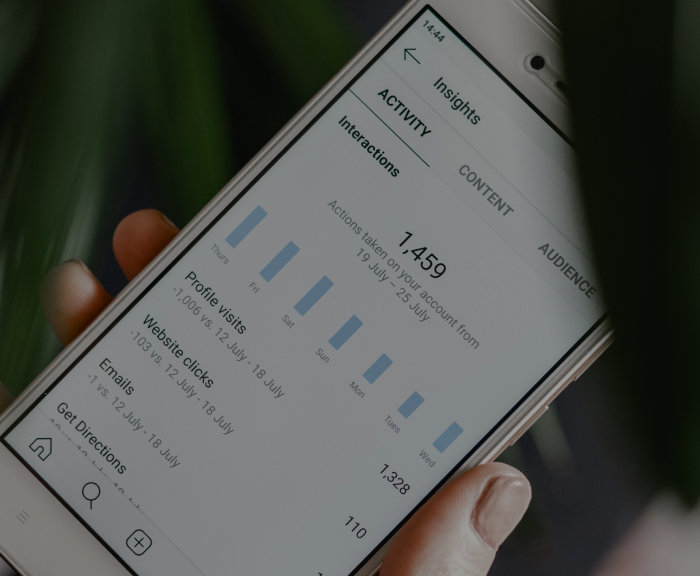 14:44
Insights
ACTIVITY
CONTENT
AUDIENCE
Interactions
1,459
Actions taken on your account from
19 July – 25 July
Thurs
Fri
Sat
Sun
Mon
Tues
Wed
Profile visits
1,328
-1,006 vs. 12 July - 18 July
Website clicks
110
-103 vs. 12 July - 18 July
Emails
-1 vs. 12 July - 18 July
Get Directions